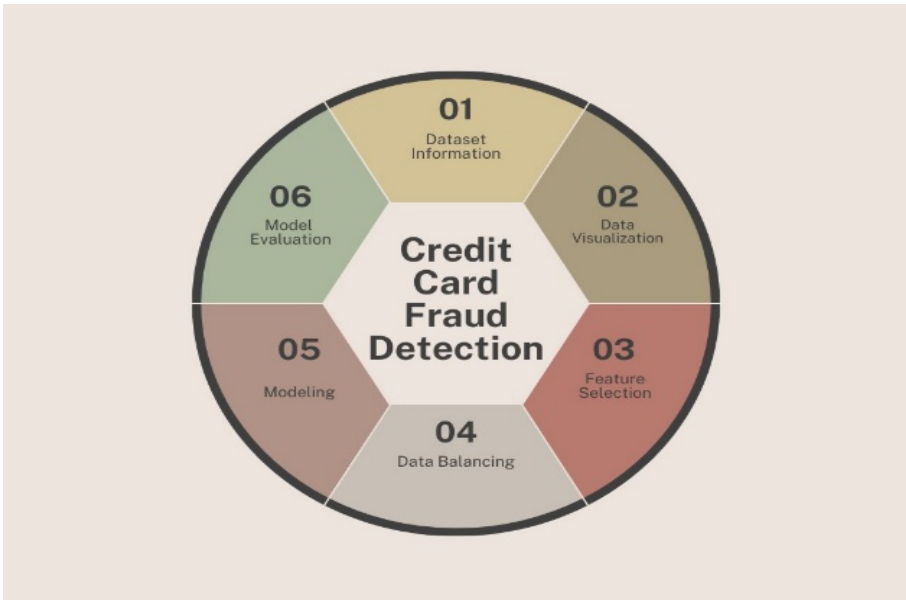 Credit
Card
Fraud
Detection
01
Dataset
Information
02
Data
Visualization
03
Feature
Selection
04
Data Balancing
05
Modeling
06
Model
Evaluation